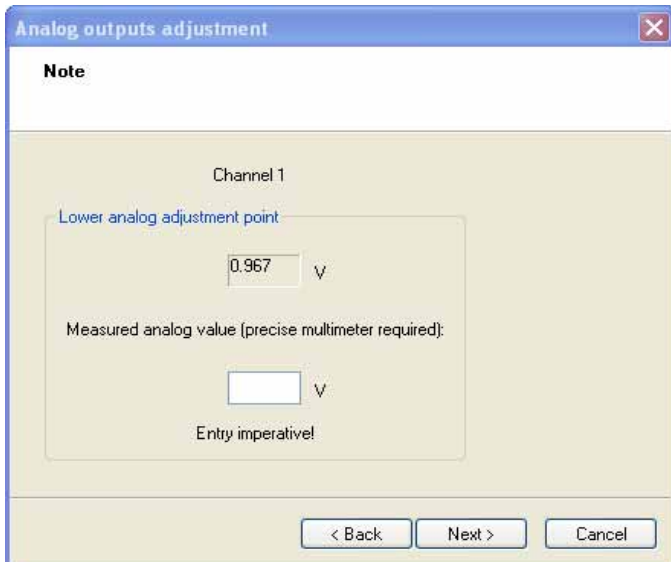 Analog outputs adjustment
Note
Channel 1
Lower analog adjustment point
0.967 V
Measured analog value (precise multimeter required):
V
Entry imperative!
< Back Next > Cancel